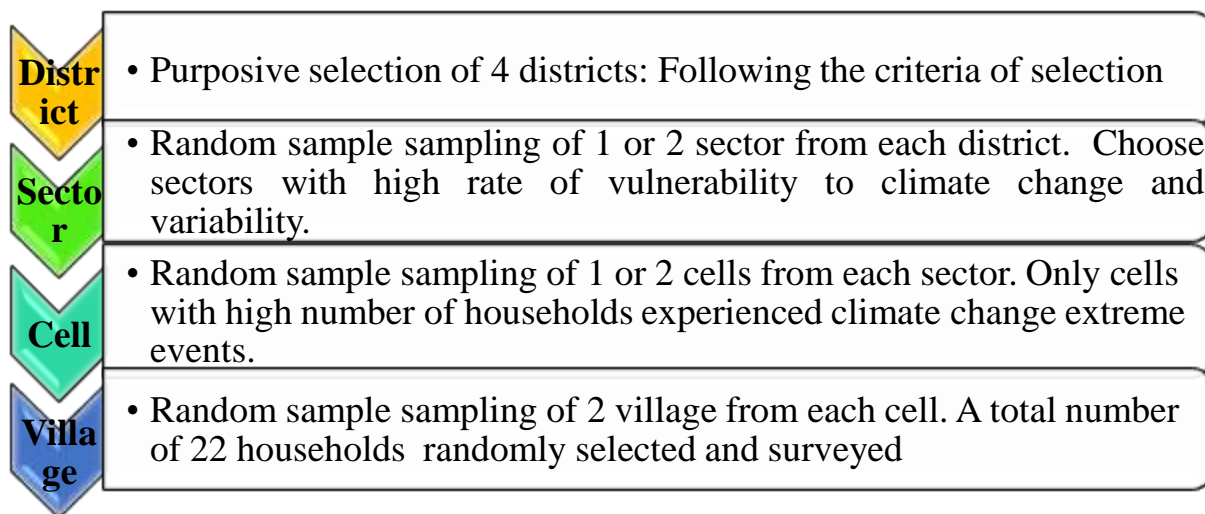 Distr
ict
• Purposive selection of 4 districts: Following the criteria of selection
Secto
r
• Random sample sampling of 1 or 2 sector from each district. Choose
sectors with high rate of vulnerability to climate change and
variability.
Cell
• Random sample sampling of 1 or 2 cells from each sector. Only cells
with high number of households experienced climate change extreme
events.
Villa
ge
• Random sample sampling of 2 village from each cell. A total number
of 22 households randomly selected and surveyed